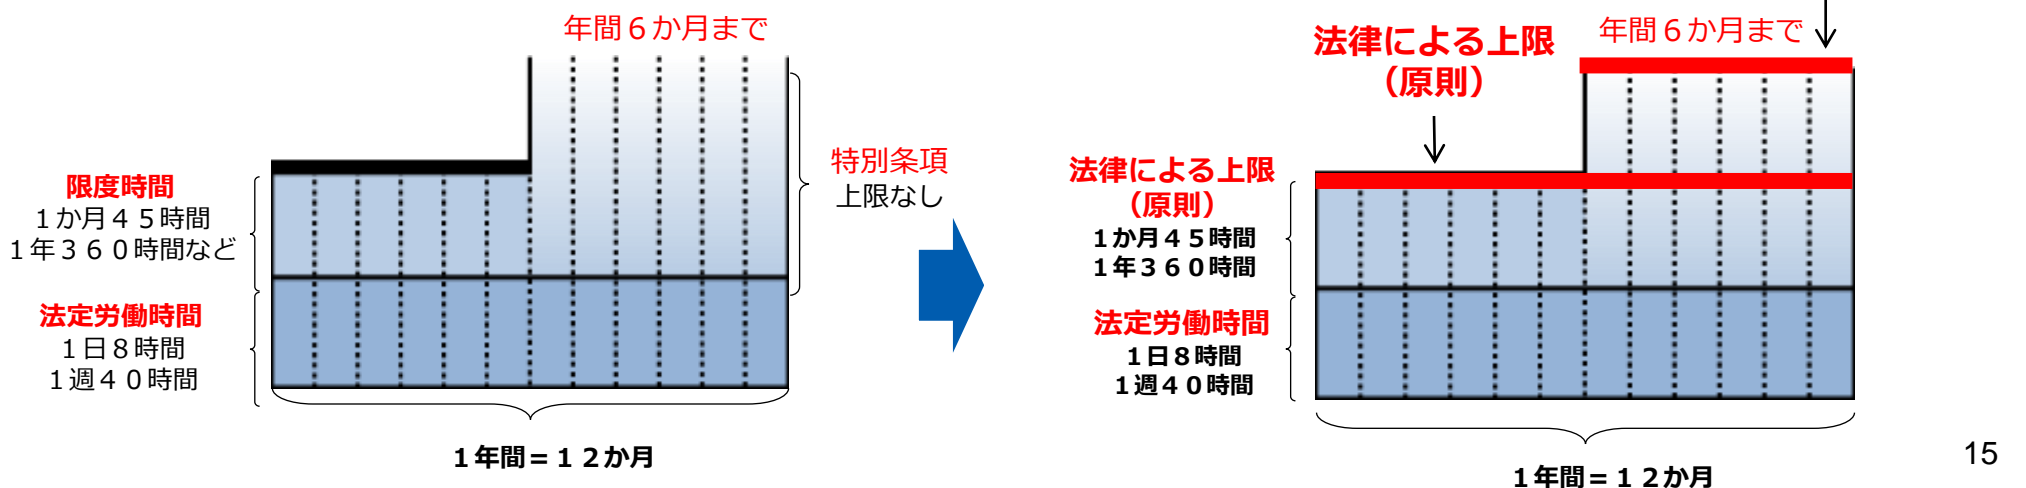 年間６か月まで
限度時間
１か月４５時間
１年３６０時間など
法定労働時間
１日８時間
１週４０時間
特別条項
上限なし
１年間=１２か月
法律による上限
（原則）
年間６か月まで
法律による上限
（原則）
１か月４５時間
１年３６０時間
法定労働時間
１日８時間
１週４０時間
１年間=１２か月
15